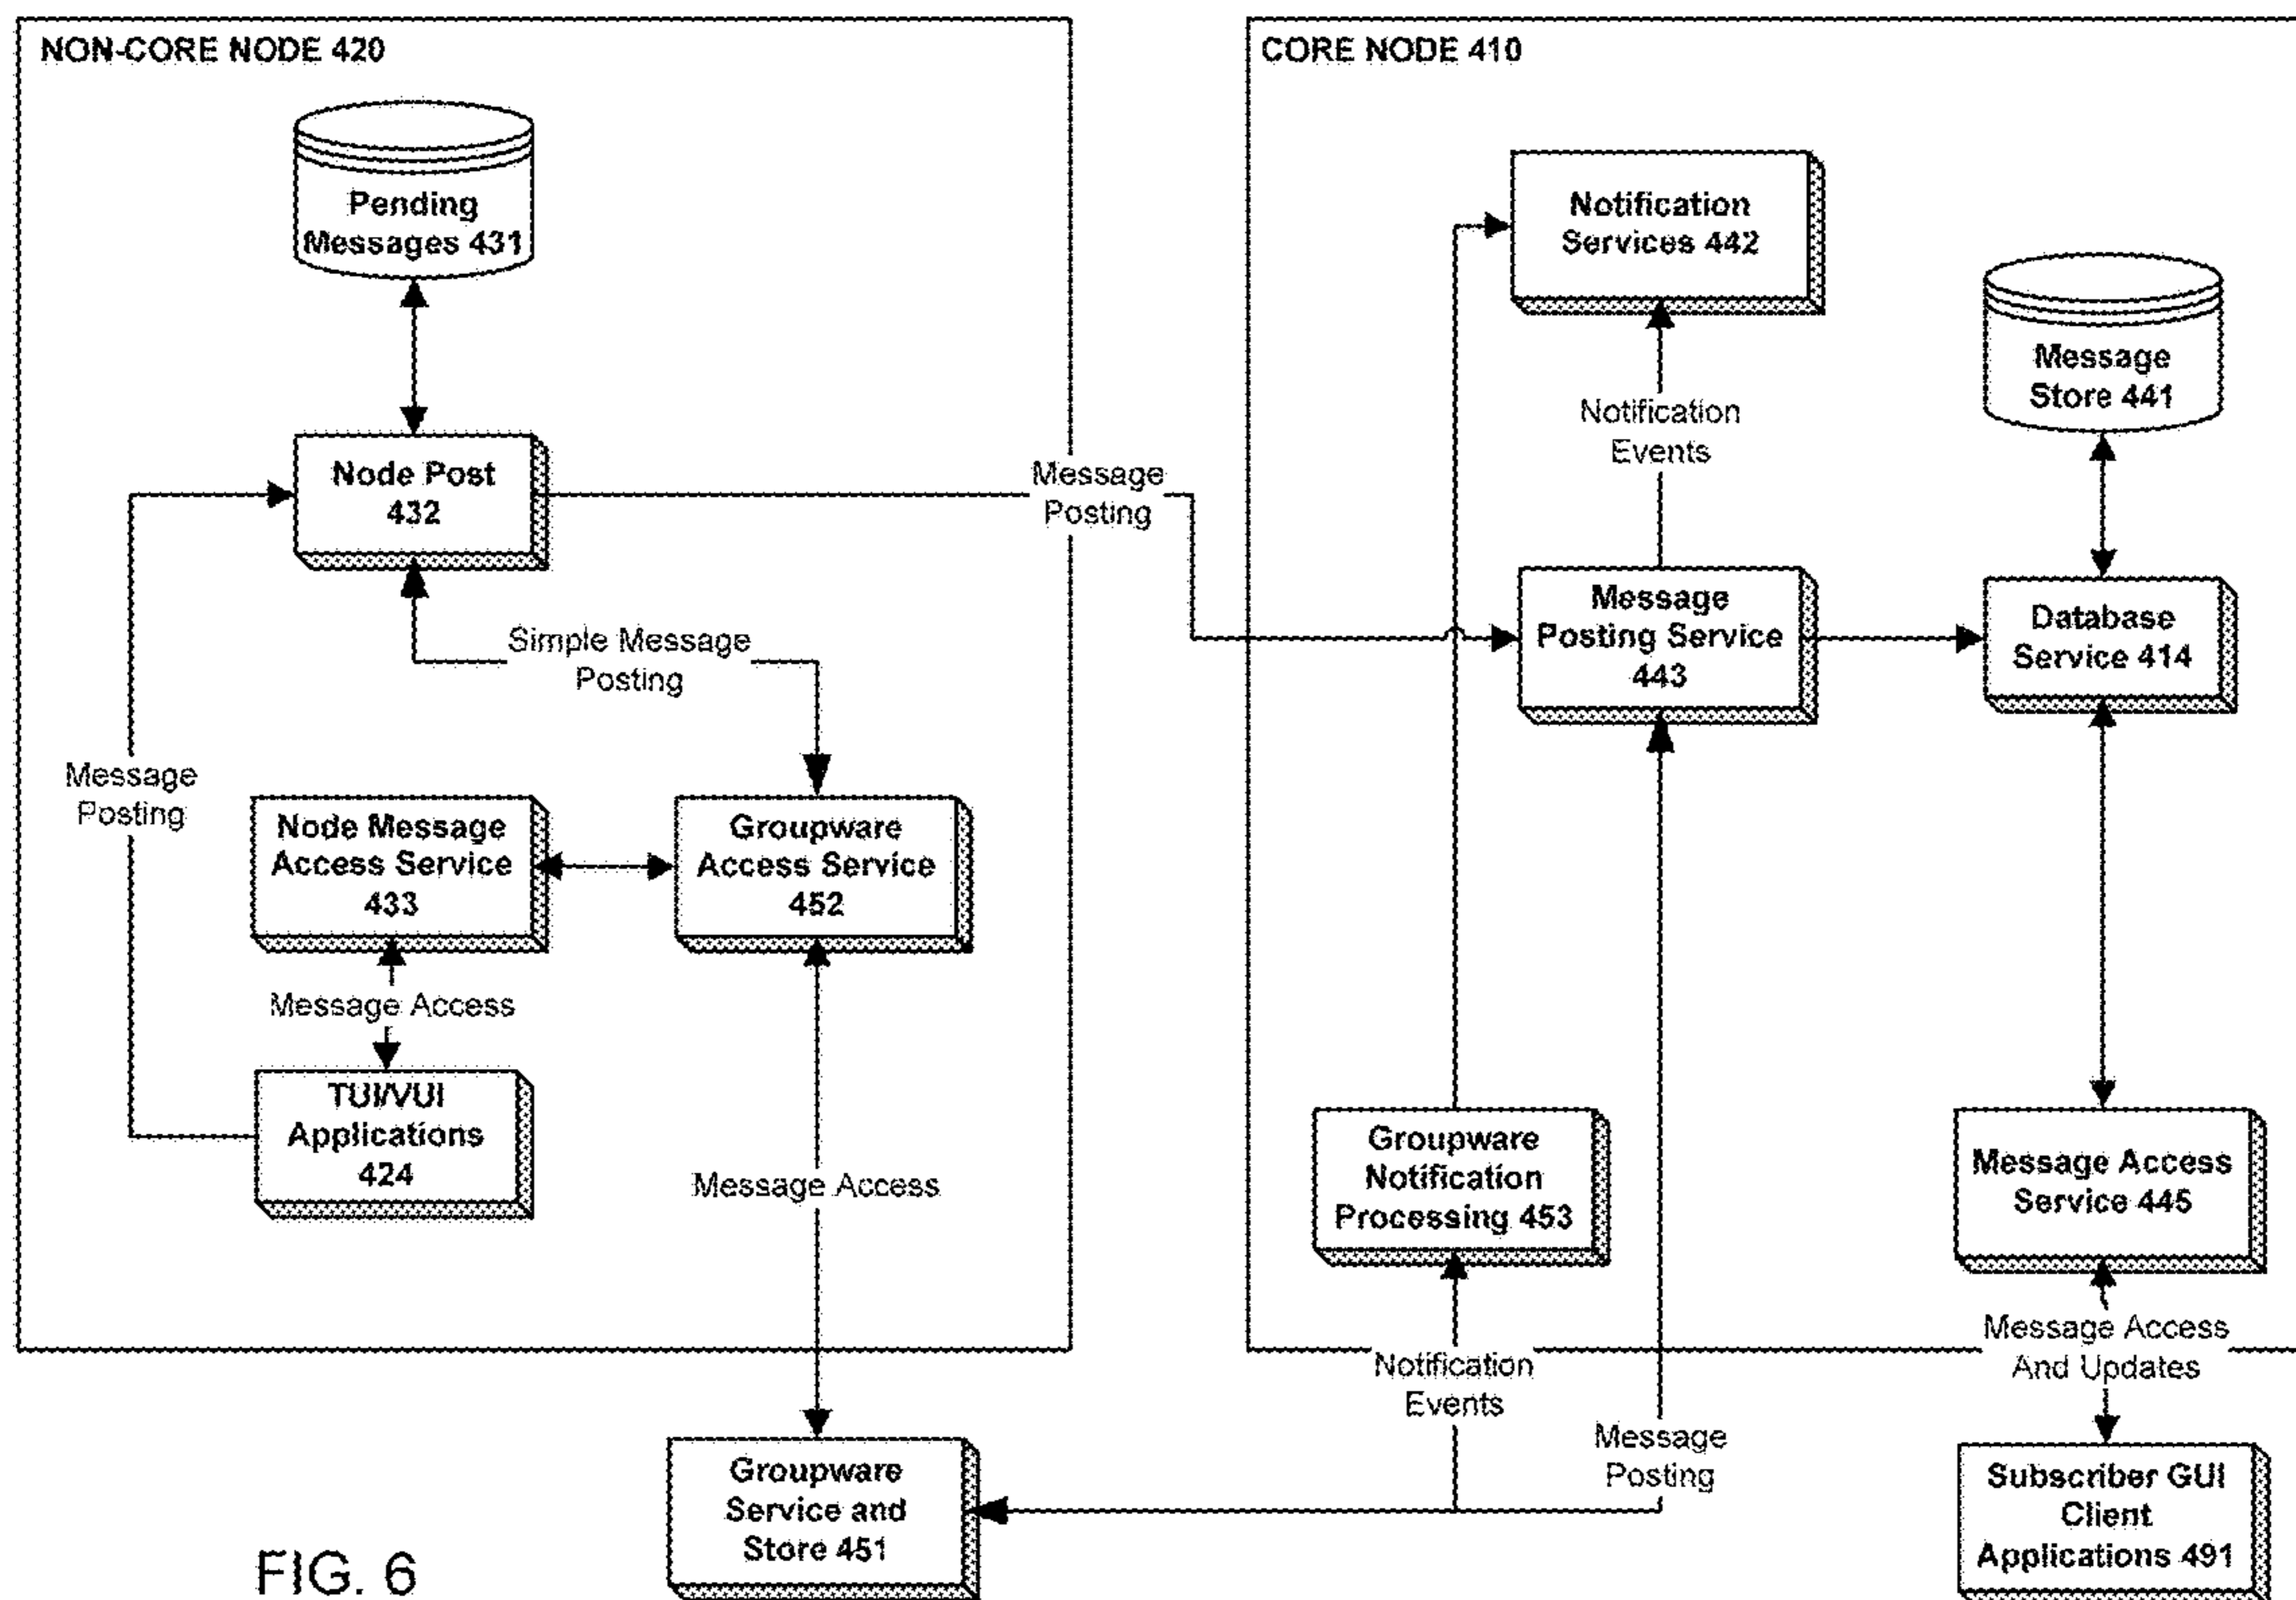 NON-CORE NODE 420
Pending
Messages 431
Node Post
432
Simple Message
Posting
Message
Posting
Node Message
Access Service
433
Groupware
Access Service
452
Message Access
TUI/VUI
Applications
424
Message Access
Message
Posting
CORE NODE 410
Notification
Services 442
Notification
Events
Message
Store 441
Message
Posting Service
443
Database
Service 414
Groupware
Notification
Processing 453
Message Access
Service 445
Notification
Events
Message
Posting
Message Access
And Updates
Groupware
Service and
Store 451
Subscriber GUI
Client
Applications 491
FIG. 6